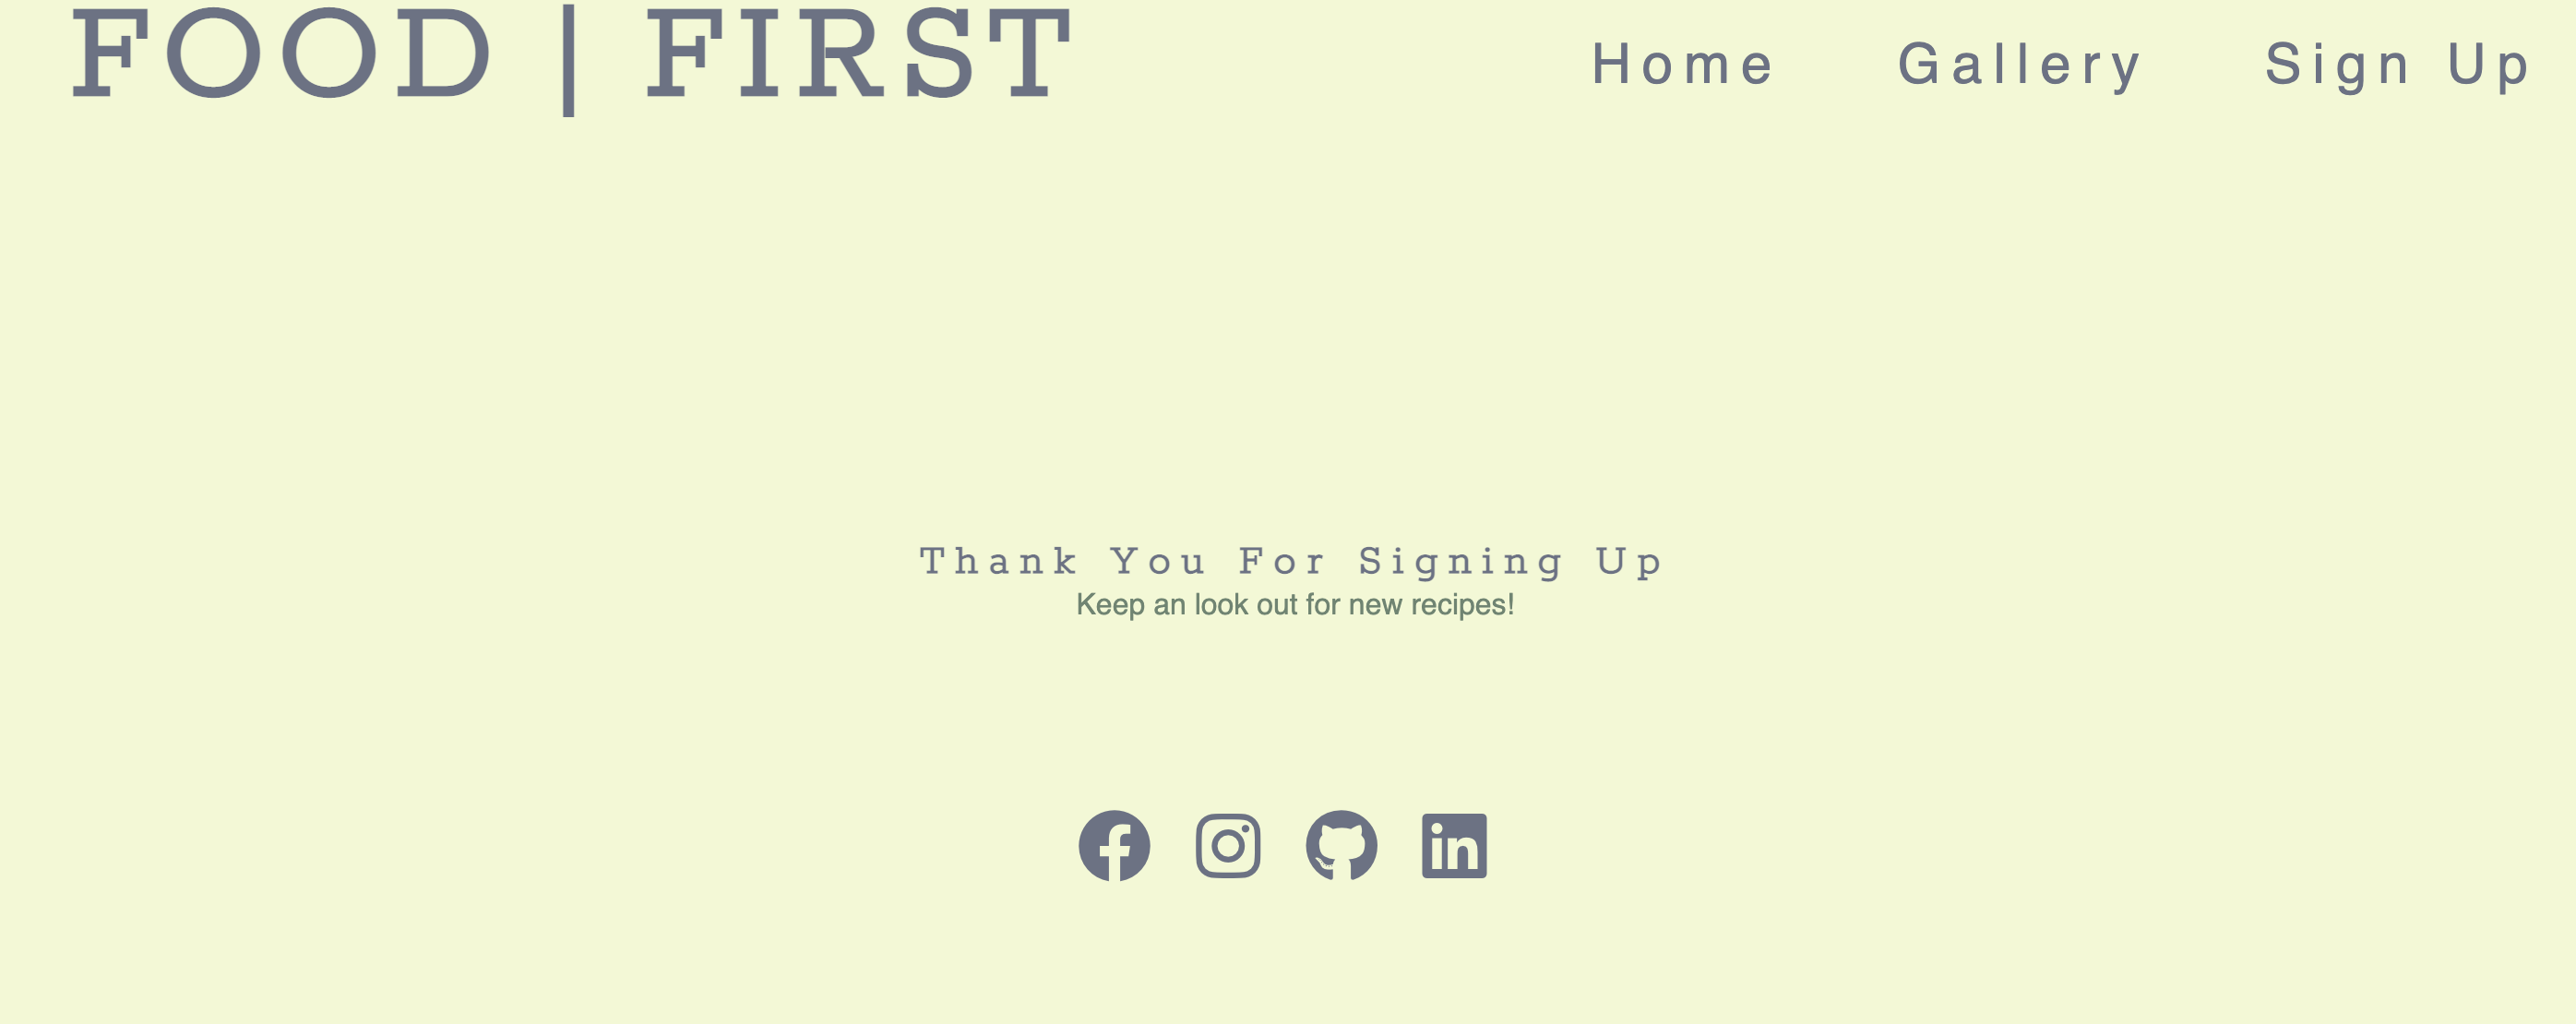 FOOD | FIRST
Home Gallery Sign Up
Thank You For Signing Up
Keep an look out for new recipes!